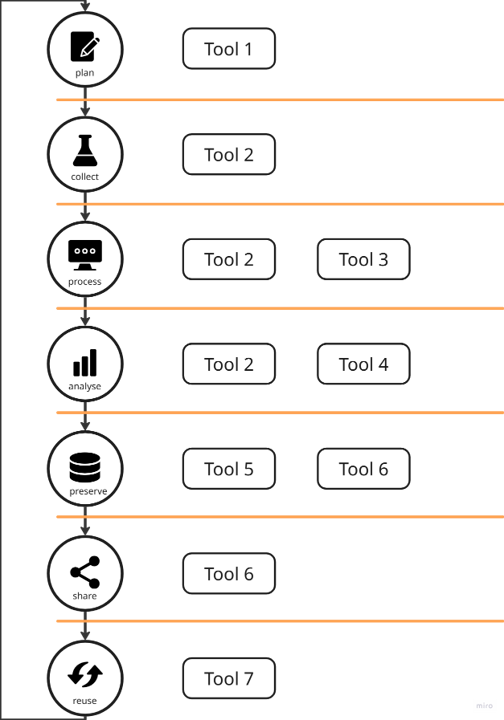 plan
Tool 1
collect
Tool 2
process
Tool 2
Tool 3
analyse
Tool 2
Tool 4
preserve
Tool 5
Tool 6
share
Tool 6
reuse
Tool 7
miro